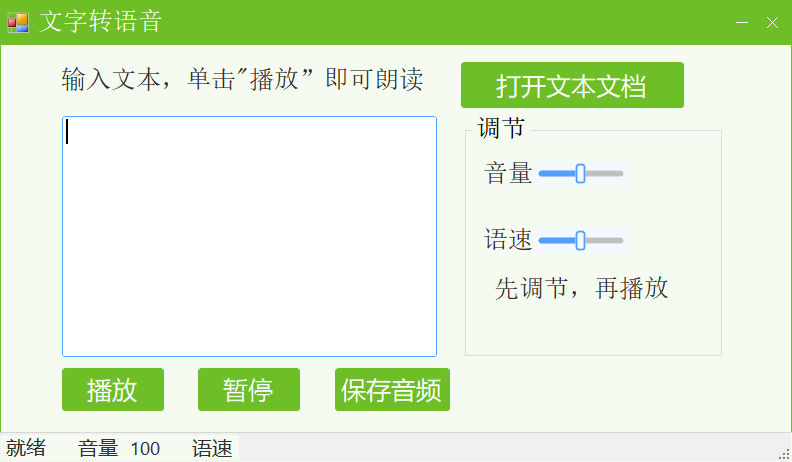 文字转语音
输入文本，单击"播放”即可朗读
打开文本文档
调节
音量
语速
先调节，再播放
播放 暂停 保存音频
就绪 音量 100 语速